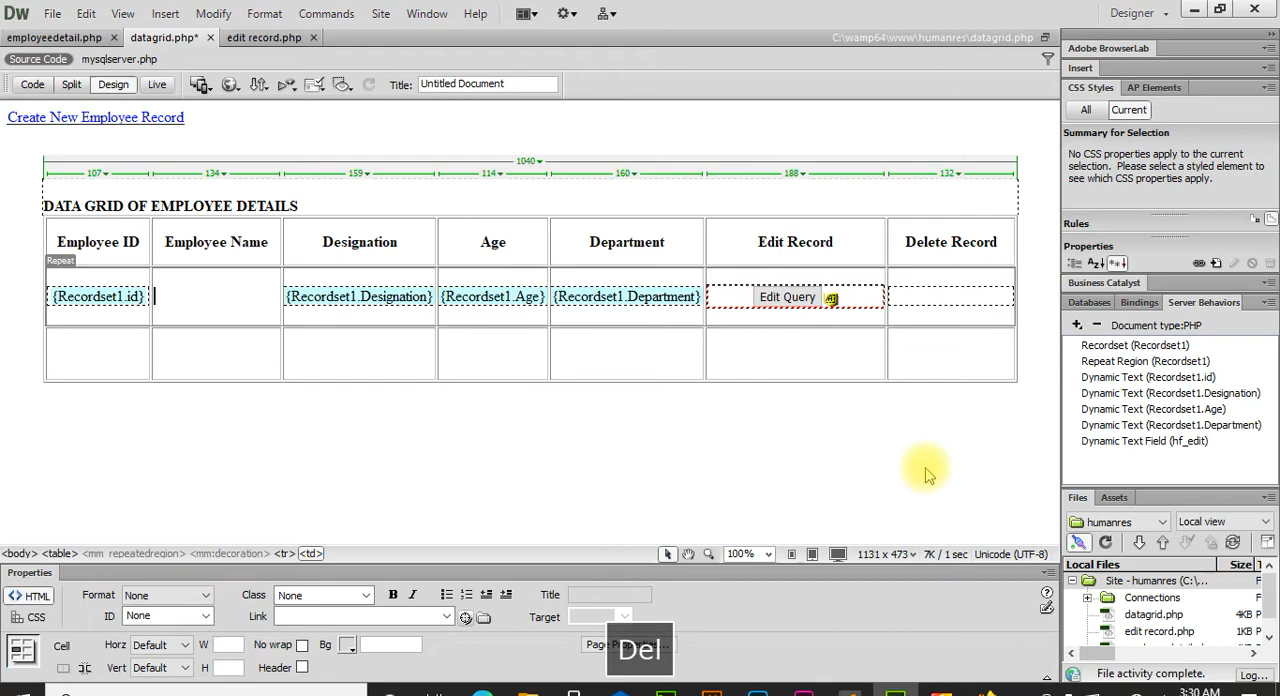 Dw File Edit View Insert Modify Format Commands Site Window Help Designer
employeedetail.php datagrid.php* edit record.php C:\wamp64\www\humanres\datagrid.php
Source Code mysqlserver.php
Code Split Design Live Title: Untitled Document
Create New Employee Record
1040
107 134 159 114 160 188 132
DATA GRID OF EMPLOYEE DETAILS
Employee ID Employee Name Designation Age Department Edit Record Delete Record
Repeat
{Recordset1.id} {Recordset1.Designation} {Recordset1.Age} {Recordset1.Department} Edit Query
<body> <table> <mm repeatedregion> <mm:decoration> <tr> <td> 100% 1131 x 473 7K / 1 sec Unicode (UTF-8)
Properties
HTML Format None Class None B I Title
CSS ID None Link Target
Cell Horz Default W No wrap Bg Page Properties...
Vert Default H Header
Del
Adobe BrowserLab
Insert
CSS Styles AP Elements
All Current
Summary for Selection
No CSS properties apply to the current
selection. Please select a styled element to
see which CSS properties apply.
Rules
Properties
Business Catalyst
Databases Bindings Server Behaviors
Document type:PHP
Recordset (Recordset1)
Repeat Region (Recordset1)
Dynamic Text (Recordset1.id)
Dynamic Text (Recordset1.Designation)
Dynamic Text (Recordset1.Age)
Dynamic Text (Recordset1.Department)
Dynamic Text Field (hf_edit)
Files Assets
humanres Local view
Local Files Size
Site - humanres (C:\...
Connections
datagrid.php 4KB
edit record.php 1KB
File activity complete. Log...
3:30 AM